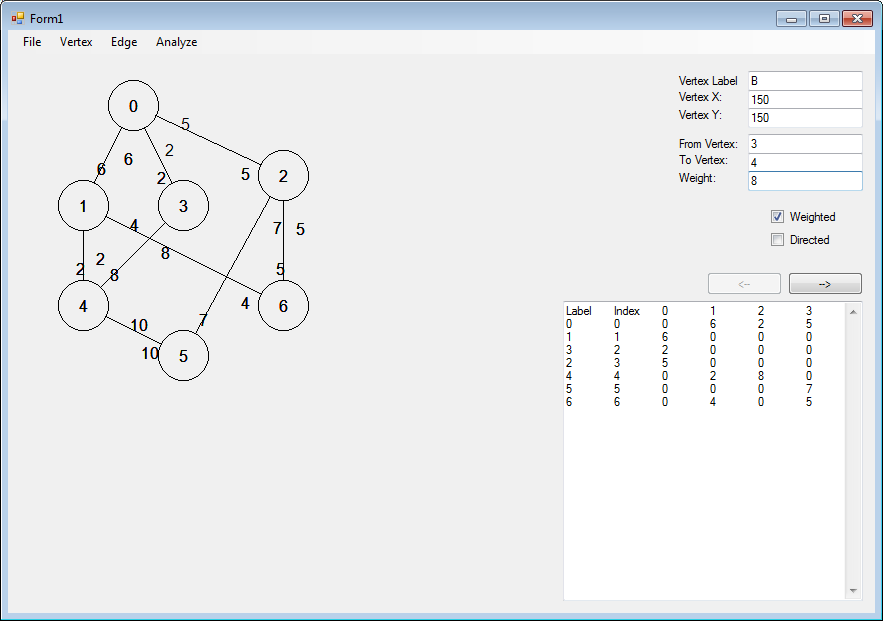 Form1
File Vertex Edge Analyze
Vertex Label B
Vertex X: 150
Vertex Y: 150
From Vertex: 3
To Vertex: 4
Weight: 8
Weighted
Directed
<-- -->
0
5
6
2
6
2
5
2
1
3
4
7
5
8
2
2
8
5
4
6
4
7
10
10
5
Label Index 0 1 2 3
0 0 0 6 2 5
1 1 6 0 0 0
3 2 2 0 0 0
2 3 5 0 0 0
4 4 0 2 8 0
5 5 0 0 0 7
6 6 0 4 0 5